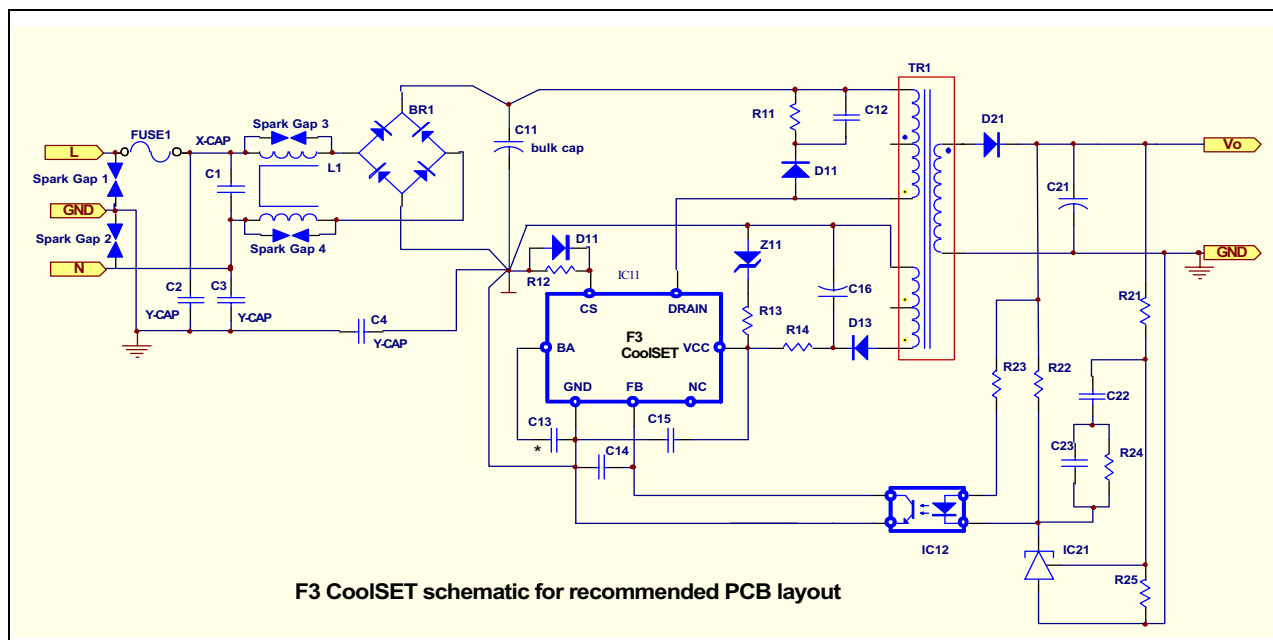 TR1
BR1
R11
C12
D21
FUSE1
Spark Gap 3
X-CAP
C11
bulk cap
L
L1
Vo
Spark Gap 1
C1
D11
C21
GND
Spark Gap 2
Spark Gap 4
D11
Z11
GND
N
R12
IC11
C2
C3
CS
DRAIN
C16
R21
Y-CAP
Y-CAP
C4
Y-CAP
F3
CoolSET
R13
R14
D13
BA
VCC
R23
R22
GND
FB
NC
C22
C13
*
C15
C14
C23
R24
IC12
IC21
R25
F3 CoolSET schematic for recommended PCB layout